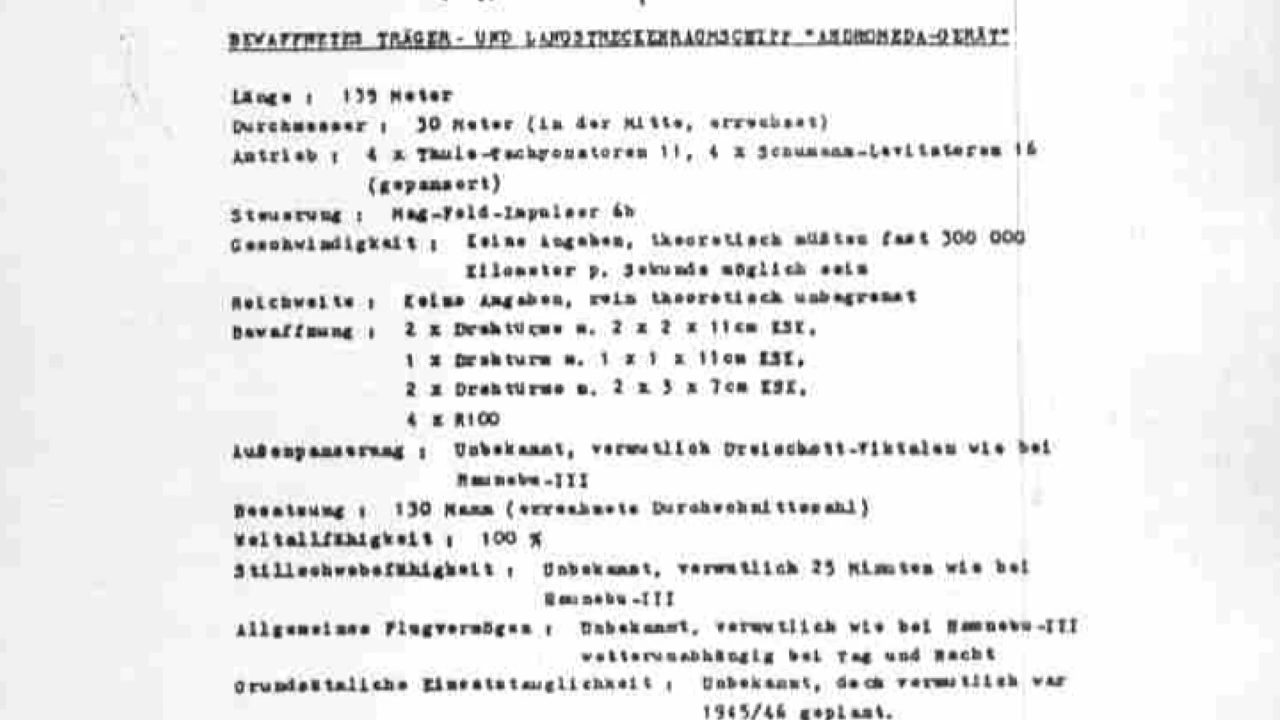 BEWAFFNETES TRÄGER- UND LANGSTRECKENRAUMSCHIFF "ANDROMEDA-GERÄT"
Länge : 139 Meter
Durchmesser : 30 Meter (in der Mitte, errechnet)
Antrieb : 4 x Thule-Tachyonatoren 11, 4 x Schumann-Levitatoren 16
(gepanzert)
Steuerung : Mag-Feld-Impulser 6b
Geschwindigkeit : Keine Angaben, theoretisch müßten fast 300 000
Kilometer p. Sekunde möglich sein
Reichweite : Keine Angaben, rein theoretisch unbegrenzt
Bewaffnung : 2 x Drehtürme m. 2 x 2 x 11cm KSK,
1 x Drehturm m. 1 x 1 x 11cm KSK,
2 x Drehtürme m. 2 x 3 x 7cm KSK,
4 x R100
Außenpanzerung : Unbekannt, vermutlich Dreischott-Viktalen wie bei
Haunebu-III
Besatzung : 130 Mann (errechnete Durchschnittszahl)
Weltallfähigkeit : 100 %
Stillschwebefähigkeit : Unbekannt, vermutlich 25 Minuten wie bei
Haunebu-III
Allgemeines Flugvermögen : Unbekannt, vermutlich wie bei Haunebu-III
wetterunabhängig bei Tag und Nacht
Grundsätzliche Einsatztauglichkeit : Unbekannt, doch vermutlich war
1945/46 geplant.